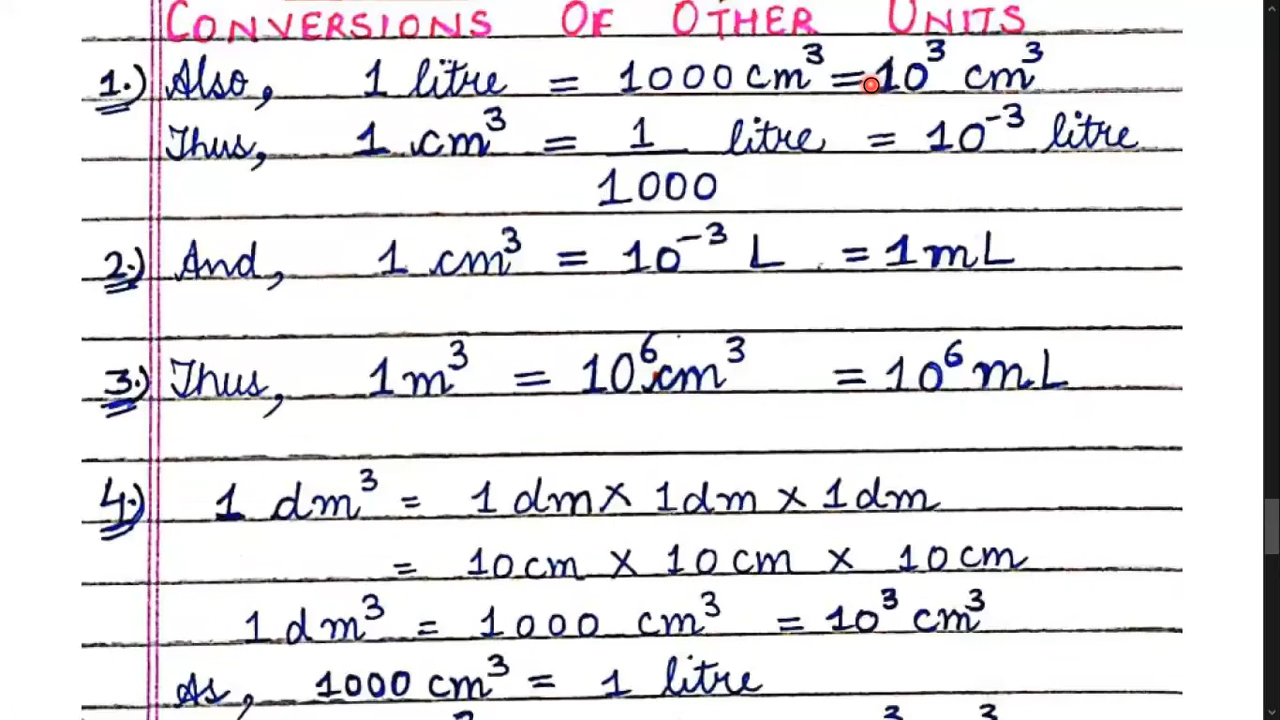 CONVERSIONS OF OTHER UNITS
1.) Also, 1 litre = 1000 cm³ = 10³ cm³
Thus, 1 cm³ = 1 litre = 10⁻³ litre
1000
2.) And, 1 cm³ = 10⁻³ L = 1 mL
3.) Thus, 1 m³ = 10⁶ cm³ = 10⁶ mL
4.) 1 dm³ = 1 dm × 1 dm × 1 dm
= 10 cm × 10 cm × 10 cm
1 dm³ = 1000 cm³ = 10³ cm³
As, 1000 cm³ = 1 litre